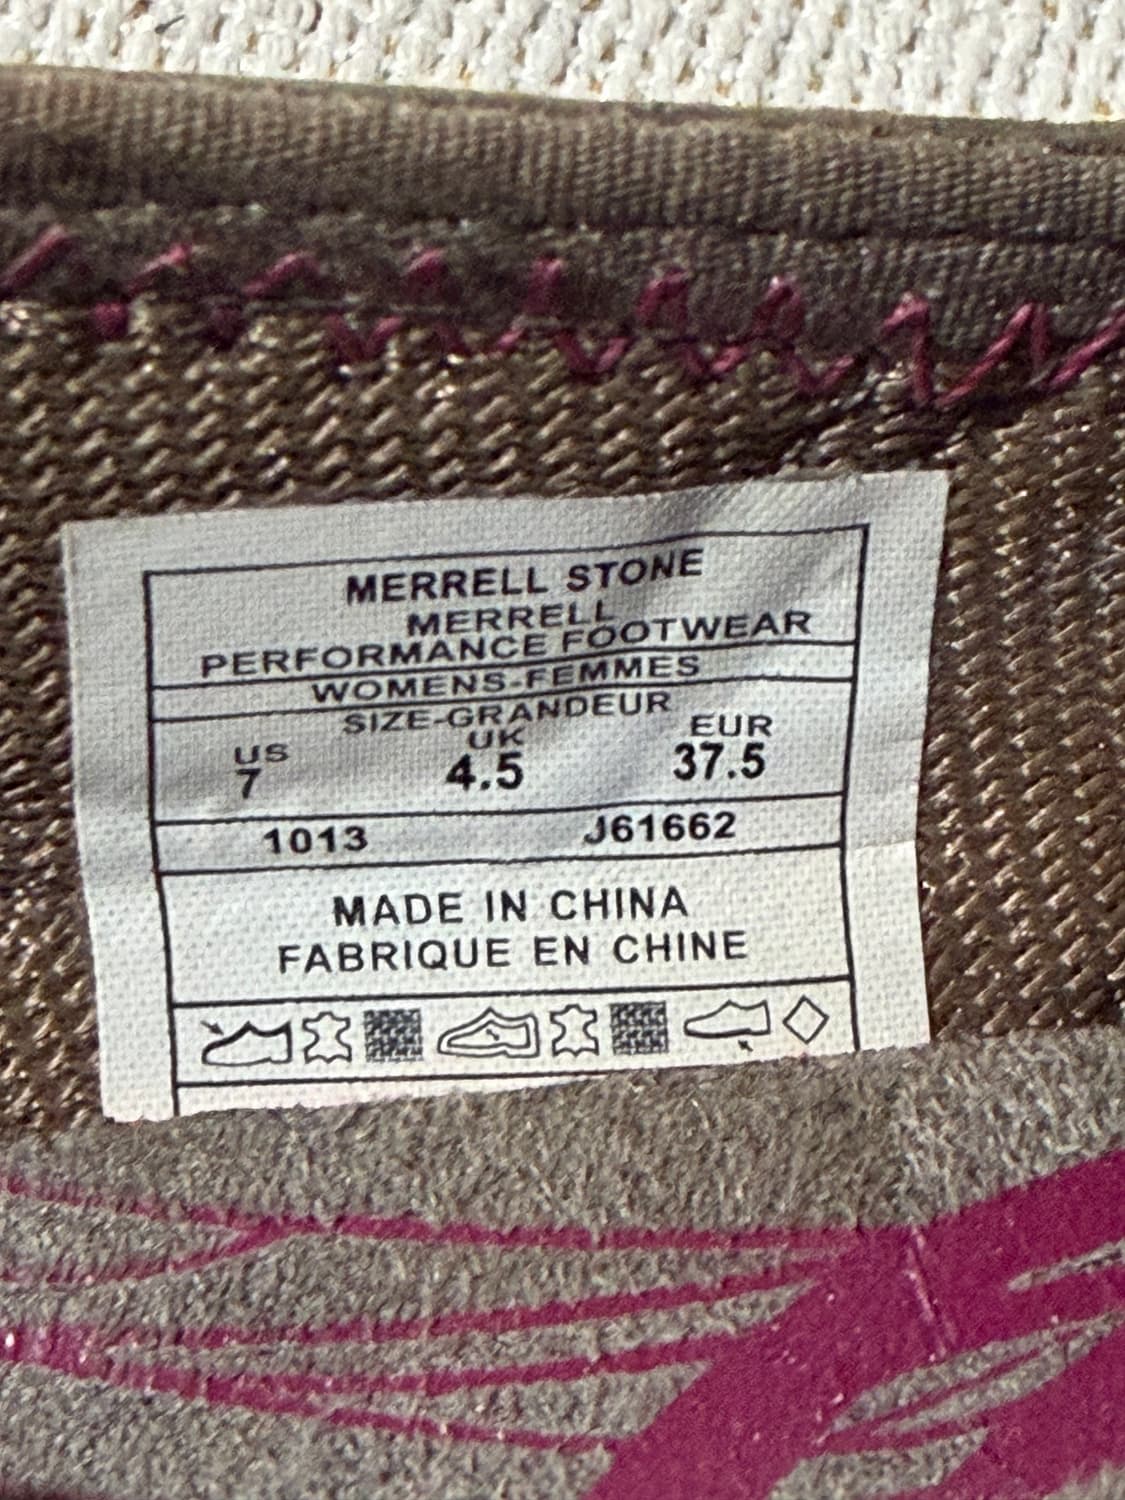 MERRELL STONE
MERRELL
PERFORMANCE FOOTWEAR
WOMENS-FEMMES
SIZE-GRANDEUR
US UK EUR
7 4.5 37.5
1013 J61662
MADE IN CHINA
FABRIQUE EN CHINE